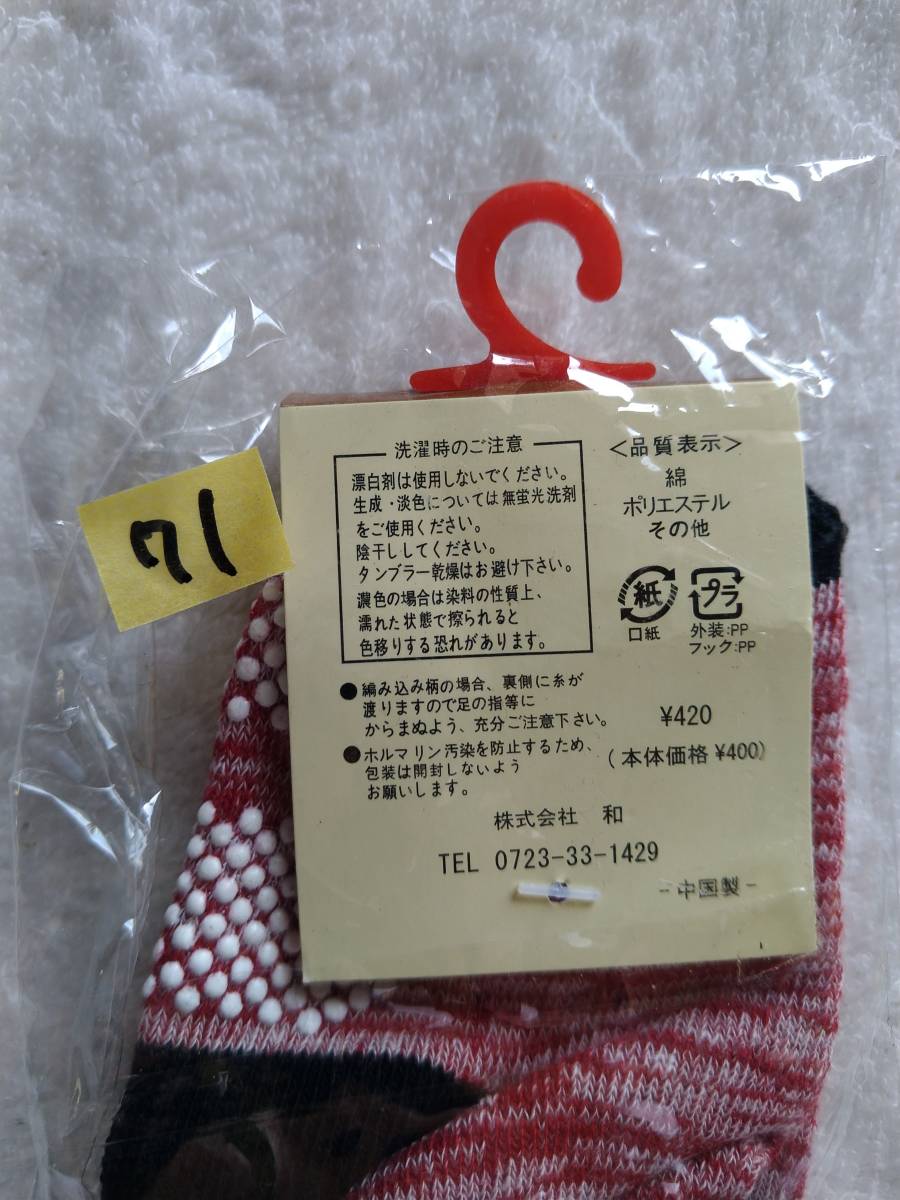 71
洗濯時のご注意
漂白剤は使用しないでください。
生成・淡色については無蛍光洗剤
をご使用ください。
陰干ししてください。
タンブラー乾燥はお避け下さい。
濃色の場合は染料の性質上、
濡れた状態で擦られると
色移りする恐れがあります。
●編み込み柄の場合、裏側に糸が
渡りますので足の指等に
からまぬよう、充分ご注意下さい。
●ホルマリン汚染を防止するため、
包装は開封しないよう
お願いします。
<品質表示>
綿
ポリエステル
その他
紙 プラ
口紙 外装:PP
フック:PP
¥420
(本体価格 ¥400)
株式会社 和
TEL 0723-33-1429
-中国製-